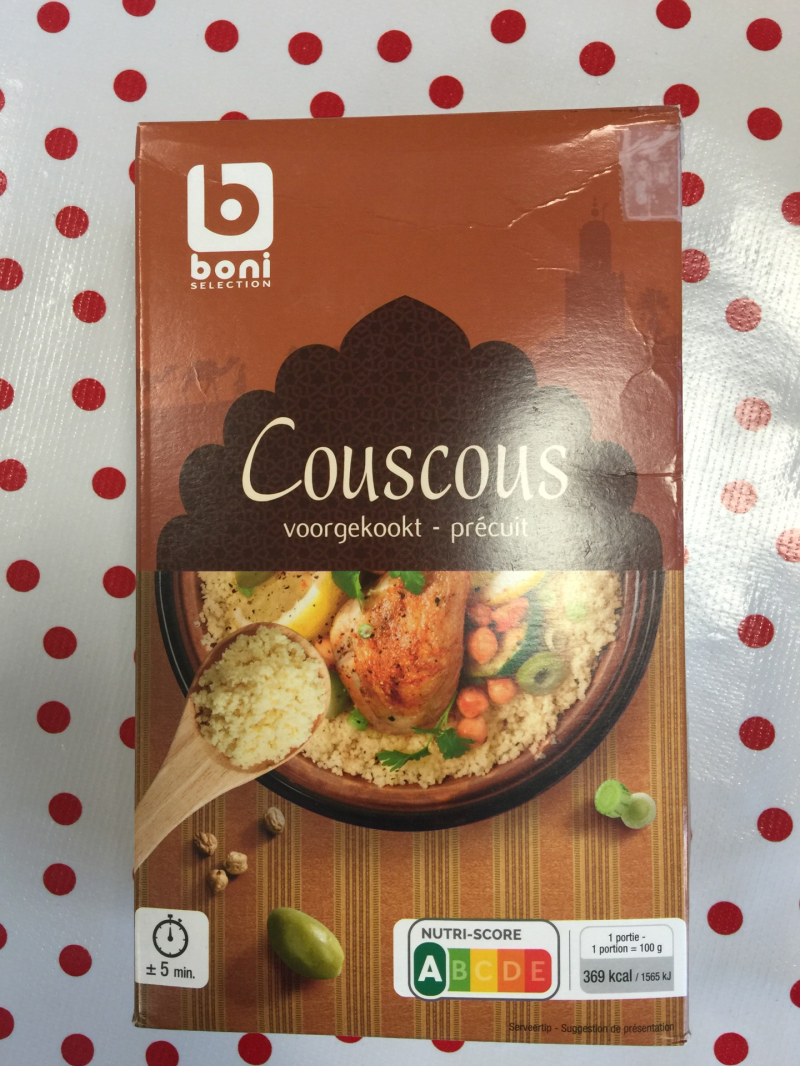 boni
SELECTION
Couscous
voorgekookt - précuit
± 5 min.
NUTRI-SCORE
A B C D E
1 portie -
1 portion = 100 g
369 kcal / 1565 kJ
Serveertip - Suggestion de présentation